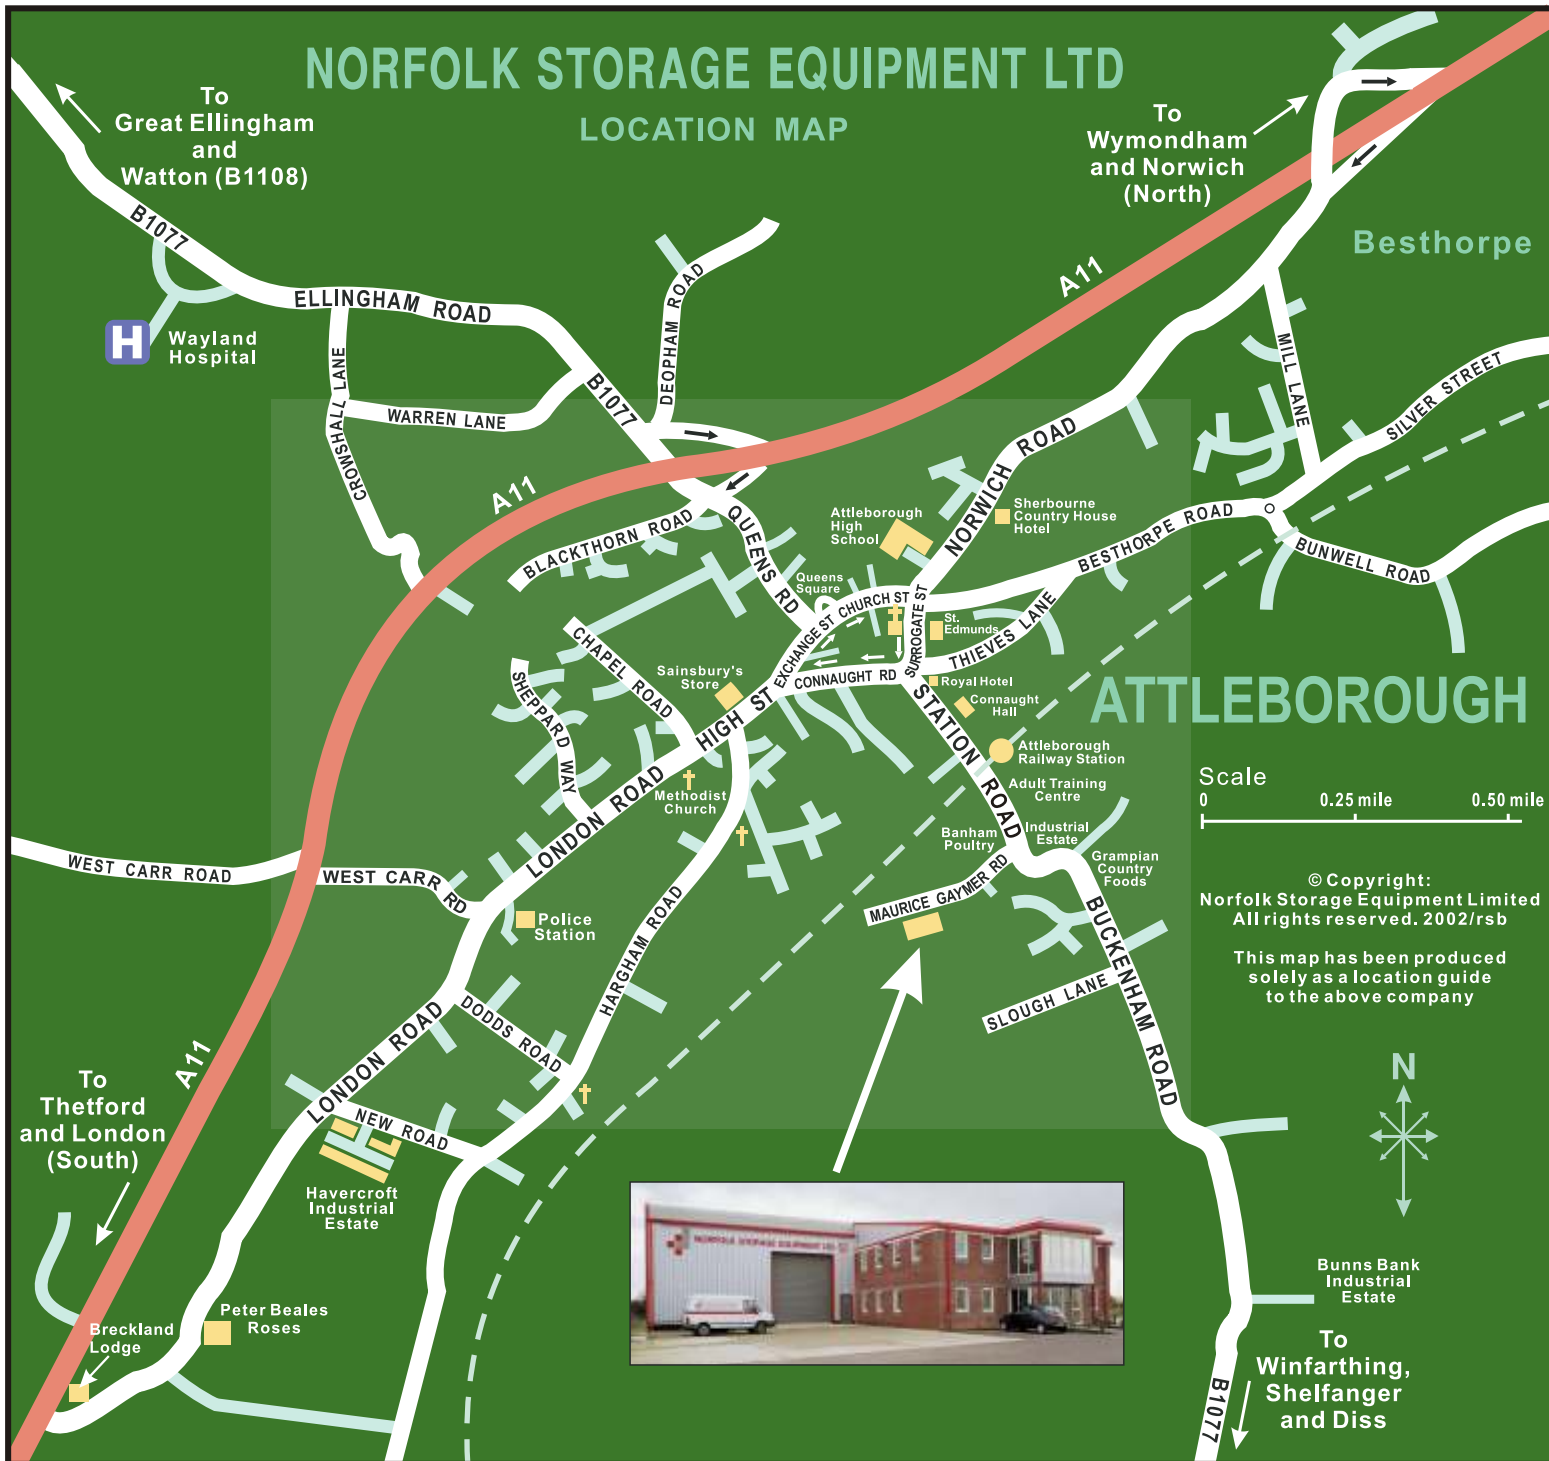 NORFOLK STORAGE EQUIPMENT LTD
LOCATION MAP
To
Great Ellingham
and
Watton (B1108)
To
Wymondham
and Norwich
(North)
Besthorpe
B1077
A11
ELLINGHAM ROAD
DEOPHAM ROAD
H
Wayland
Hospital
CROWSHALL LANE
WARREN LANE
B1077
MILL LANE
SILVER STREET
A11
NORWICH ROAD
Sherbourne
Country House
Hotel
Attleborough
High
School
BLACKTHORN ROAD
QUEENS RD
BESTHORPE ROAD
BUNWELL ROAD
Queens
Square
EXCHANGE ST
CHURCH ST
SURROGATE ST
St.
Edmunds
THIEVES LANE
CHAPEL ROAD
SHEPPARD WAY
Sainsbury's
Store
HIGH ST
CONNAUGHT RD
Royal Hotel
Connaught
Hall
ATTLEBOROUGH
STATION ROAD
Attleborough
Railway Station
Adult Training
Centre
Scale
0
0.25 mile
0.50 mile
Methodist
Church
LONDON ROAD
Banham
Poultry
Industrial
Estate
Grampian
Country
Foods
WEST CARR ROAD
WEST CARR RD
MAURICE GAYMER RD
Police
Station
HARGHAM ROAD
BUCKENHAM ROAD
© Copyright:
Norfolk Storage Equipment Limited
All rights reserved. 2002/rsb
This map has been produced
solely as a location guide
to the above company
SLOUGH LANE
DODDS ROAD
LONDON ROAD
A11
To
Thetford
and London
(South)
NEW ROAD
N
Havercroft
Industrial
Estate
NORFOLK STORAGE EQUIPMENT LTD
Bunns Bank
Industrial
Estate
Peter Beales
Roses
Breckland
Lodge
To
Winfarthing,
Shelfanger
and Diss
B1077